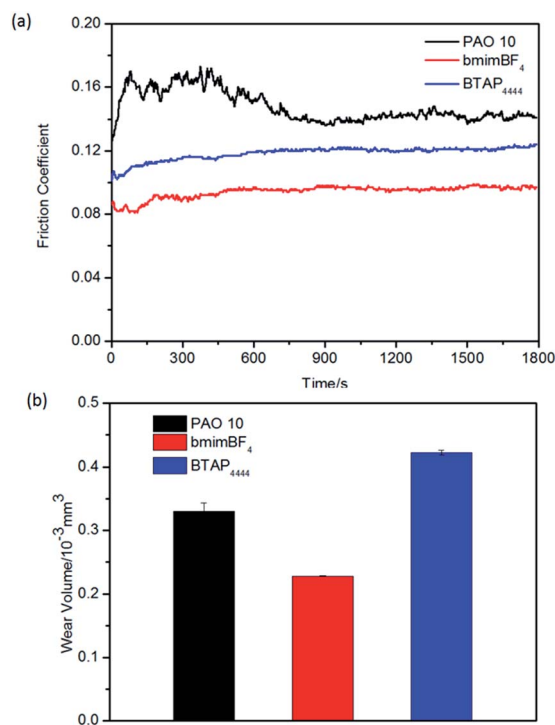 (a)
0.20
0.16
0.12
0.08
0.04
0.00
Friction Coefficient
PAO 10
bmimBF4
BTAP4444
0 300 600 900 1200 1500 1800
Time/s
(b)
0.5
0.4
0.3
0.2
0.1
0.0
Wear Volume/10-3mm3
PAO 10
bmimBF4
BTAP4444